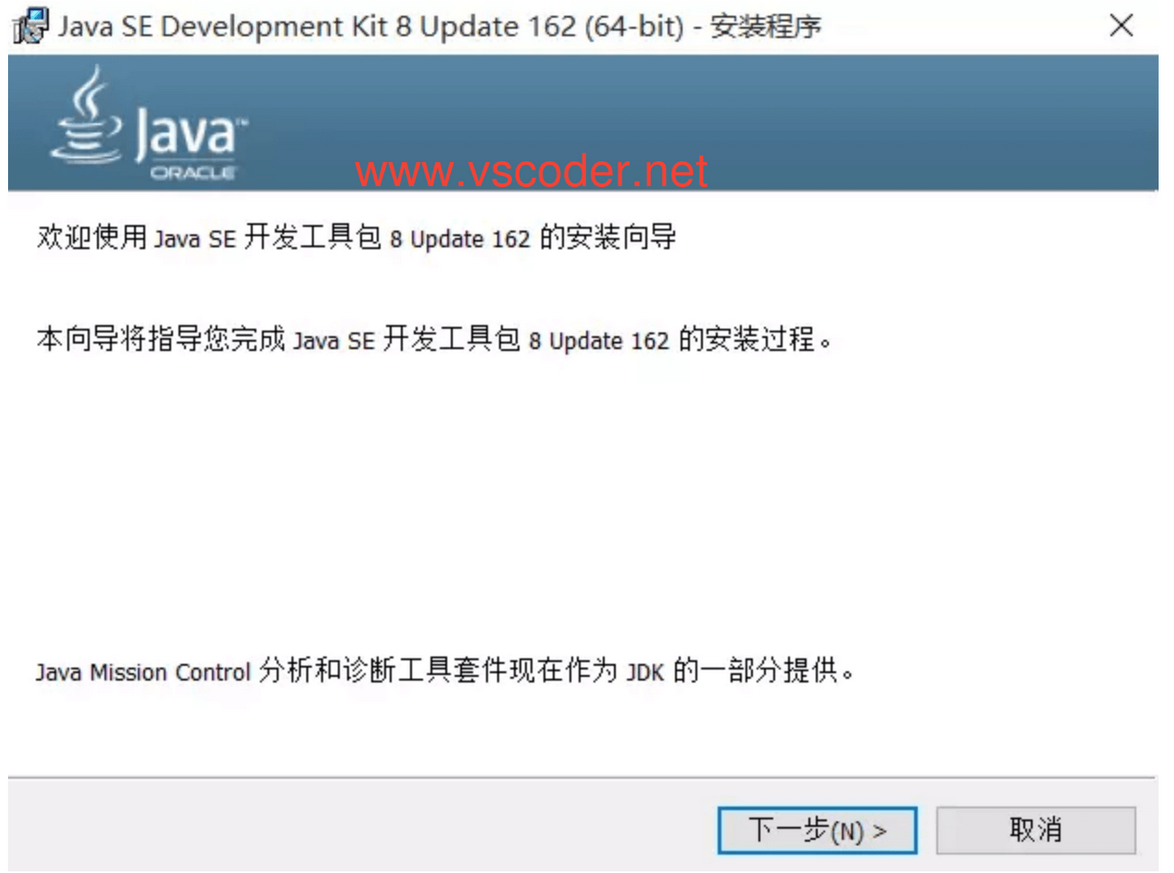 Java SE Development Kit 8 Update 162 (64-bit) - 安装程序
Java™
ORACLE
www.vscoder.net
欢迎使用 Java SE 开发工具包 8 Update 162 的安装向导
本向导将指导您完成 Java SE 开发工具包 8 Update 162 的安装过程。
Java Mission Control 分析和诊断工具套件现在作为 JDK 的一部分提供。
下一步(N) >
取消